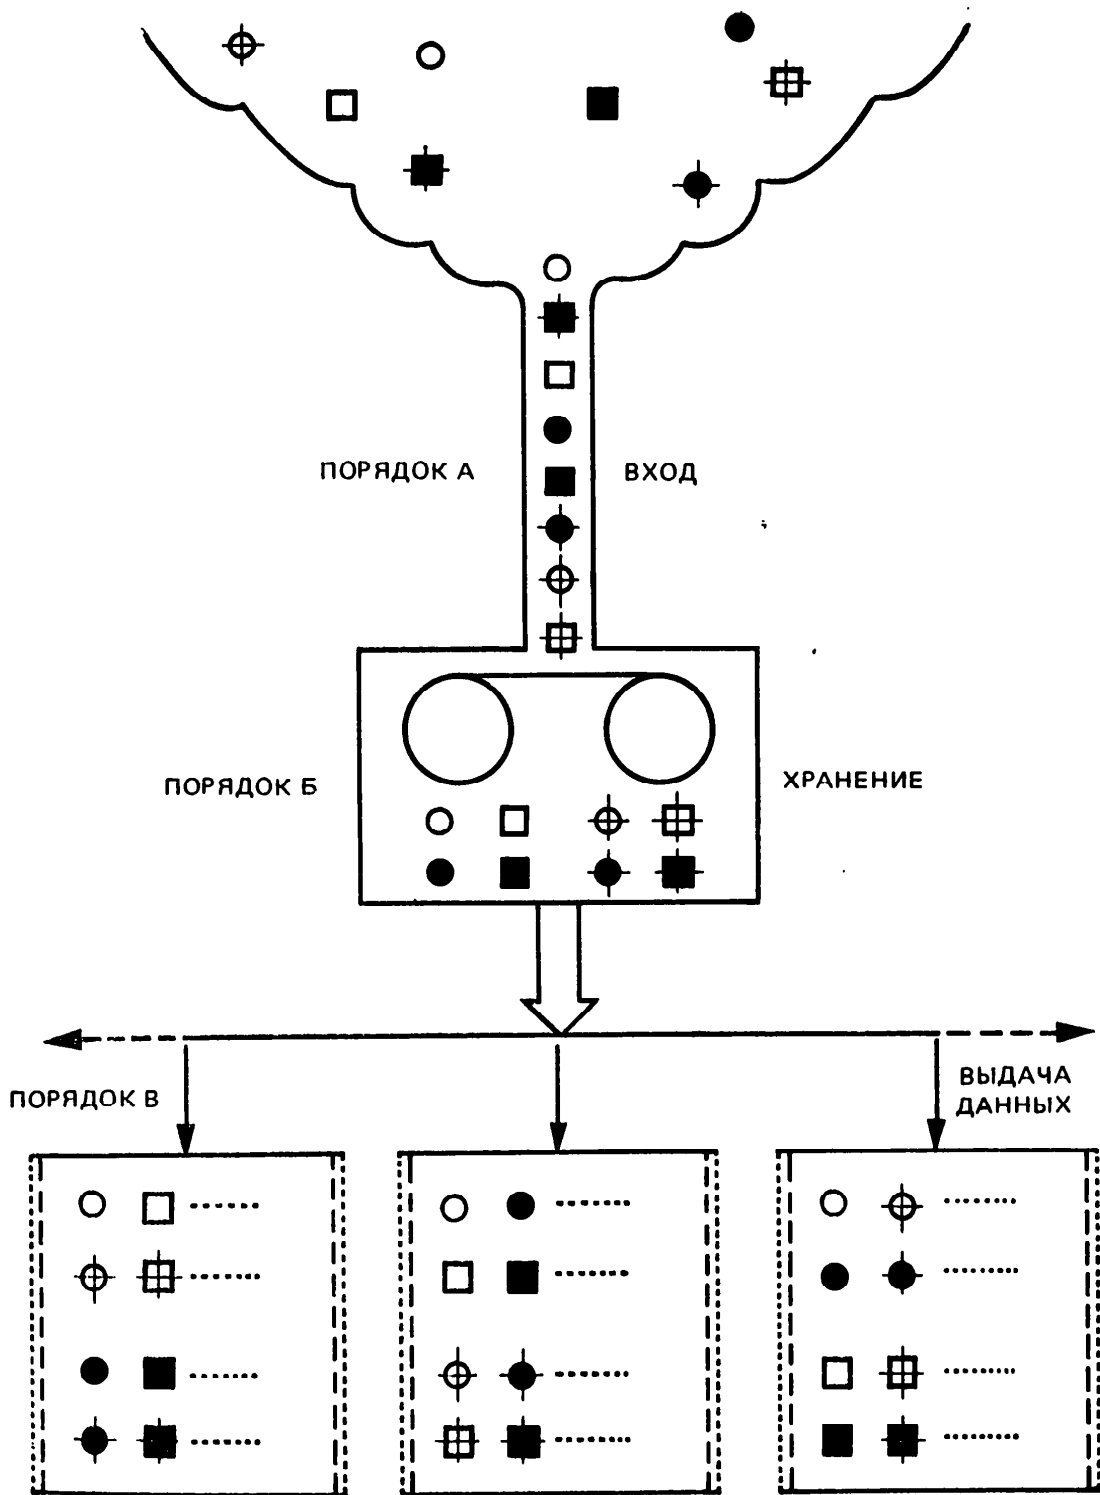 ПОРЯДОК А
ВХОД
ПОРЯДОК Б
ХРАНЕНИЕ
ПОРЯДОК В
ВЫДАЧА
ДАННЫХ